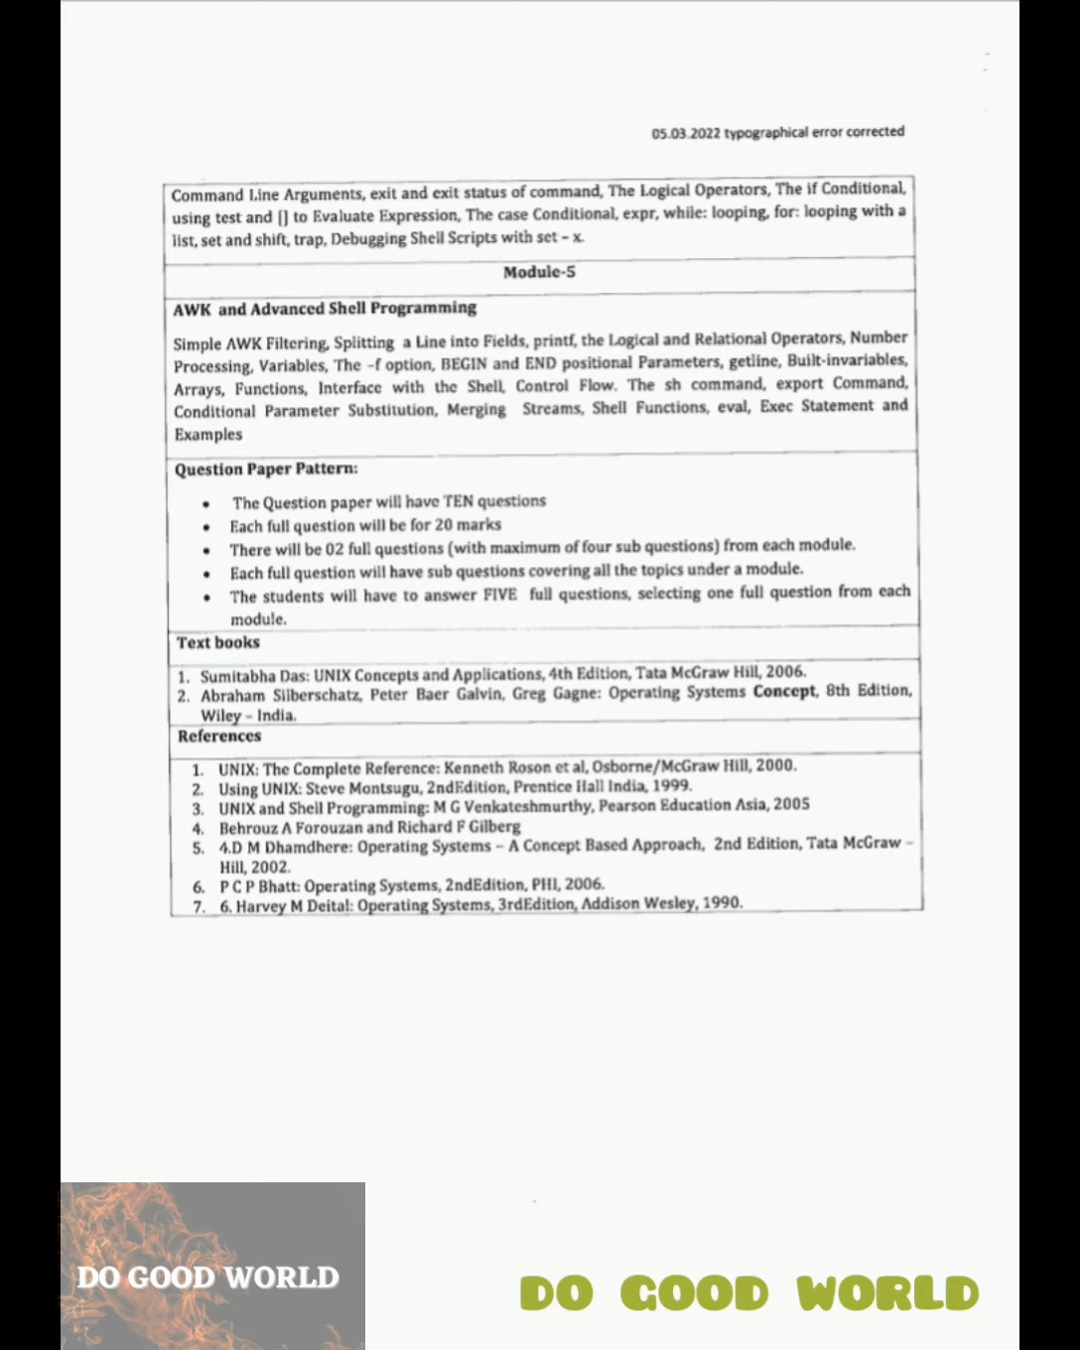 05.03.2022 typographical error corrected
Command Line Arguments, exit and exit status of command, The Logical Operators, The if Conditional,
using test and [] to Evaluate Expression, The case Conditional, expr, while: looping, for: looping with a
list, set and shift, trap, Debugging Shell Scripts with set – x.
Module-5
AWK and Advanced Shell Programming
Simple AWK Filtering, Splitting a Line into Fields, printf, the Logical and Relational Operators, Number
Processing, Variables, The –f option, BEGIN and END positional Parameters, getline, Built-invariables,
Arrays, Functions, Interface with the Shell, Control Flow. The sh command, export Command,
Conditional Parameter Substitution, Merging Streams, Shell Functions, eval, Exec Statement and
Examples
Question Paper Pattern:
• The Question paper will have TEN questions
• Each full question will be for 20 marks
• There will be 02 full questions (with maximum of four sub questions) from each module.
• Each full question will have sub questions covering all the topics under a module.
• The students will have to answer FIVE full questions, selecting one full question from each
module.
Text books
1. Sumitabha Das: UNIX Concepts and Applications, 4th Edition, Tata McGraw Hill, 2006.
2. Abraham Silberschatz, Peter Baer Galvin, Greg Gagne: Operating Systems Concept, 8th Edition,
Wiley – India.
References
1. UNIX: The Complete Reference: Kenneth Roson et al, Osborne/McGraw Hill, 2000.
2. Using UNIX: Steve Montsugu, 2ndEdition, Prentice Hall India, 1999.
3. UNIX and Shell Programming: M G Venkateshmurthy, Pearson Education Asia, 2005
4. Behrouz A Forouzan and Richard F Gilberg
5. 4.D M Dhamdhere: Operating Systems – A Concept Based Approach, 2nd Edition, Tata McGraw –
Hill, 2002.
6. P C P Bhatt: Operating Systems, 2ndEdition, PHI, 2006.
7. 6. Harvey M Deital: Operating Systems, 3rdEdition, Addison Wesley, 1990.
DO GOOD WORLD
DO GOOD WORLD